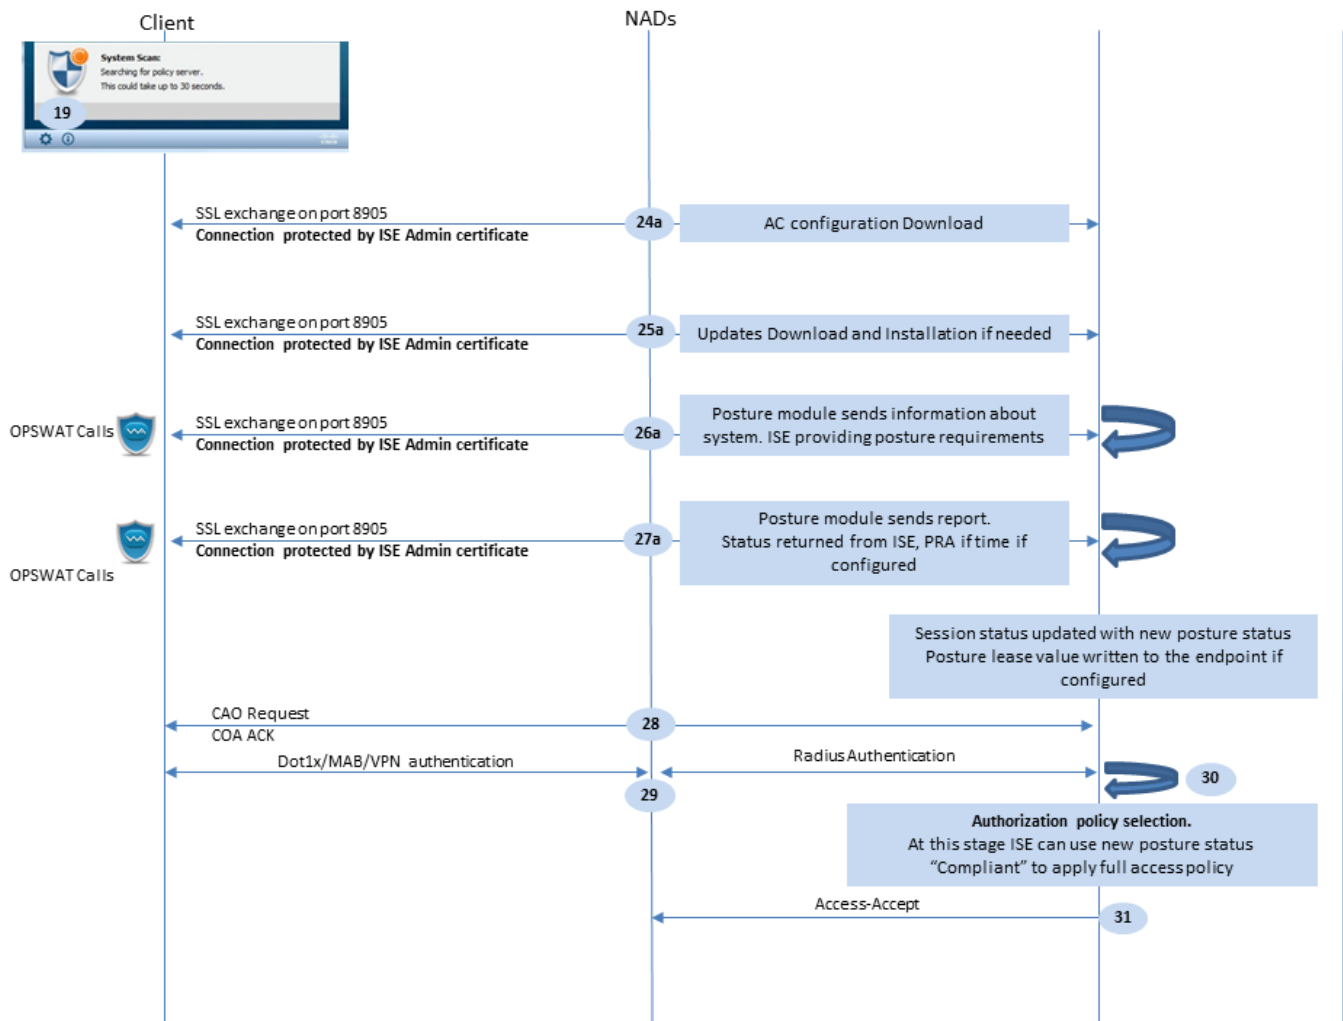 Client
NADs
System Scan:
Searching for policy server.
This could take up to 30 seconds.
19
SSL exchange on port 8905
Connection protected by ISE Admin certificate
24a
AC configuration Download
SSL exchange on port 8905
Connection protected by ISE Admin certificate
25a
Updates Download and Installation if needed
OPSWAT Calls
SSL exchange on port 8905
Connection protected by ISE Admin certificate
26a
Posture module sends information about
system. ISE providing posture requirements
OPSWAT Calls
SSL exchange on port 8905
Connection protected by ISE Admin certificate
27a
Posture module sends report.
Status returned from ISE, PRA if time if
configured
Session status updated with new posture status
Posture lease value written to the endpoint if
configured
CAO Request
COA ACK
28
Dot1x/MAB/VPN authentication
Radius Authentication
29
30
Authorization policy selection.
At this stage ISE can use new posture status
“Compliant” to apply full access policy
Access-Accept
31